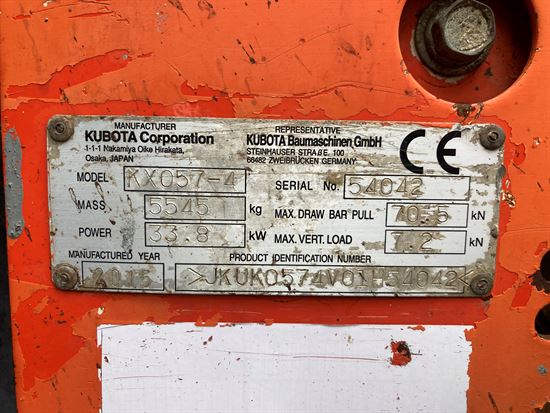 MANUFACTURER
KUBOTA Corporation
1-1-1 Nakamiya Oike Hirakata,
Osaka, JAPAN
REPRESENTATIVE
KUBOTA Baumaschinen GmbH
STEINHAUSER STRAßE, 100
66482 ZWEIBRÜCKEN GERMANY
CE
MODEL KX057-4
SERIAL No. 54042
MASS 5545 kg
MAX. DRAW BAR PULL 70.5 kN
POWER 33.8 kW
MAX. VERT. LOAD 7.2 kN
MANUFACTURED YEAR
2015
PRODUCT IDENTIFICATION NUMBER
>JKUK0574V01H54042<